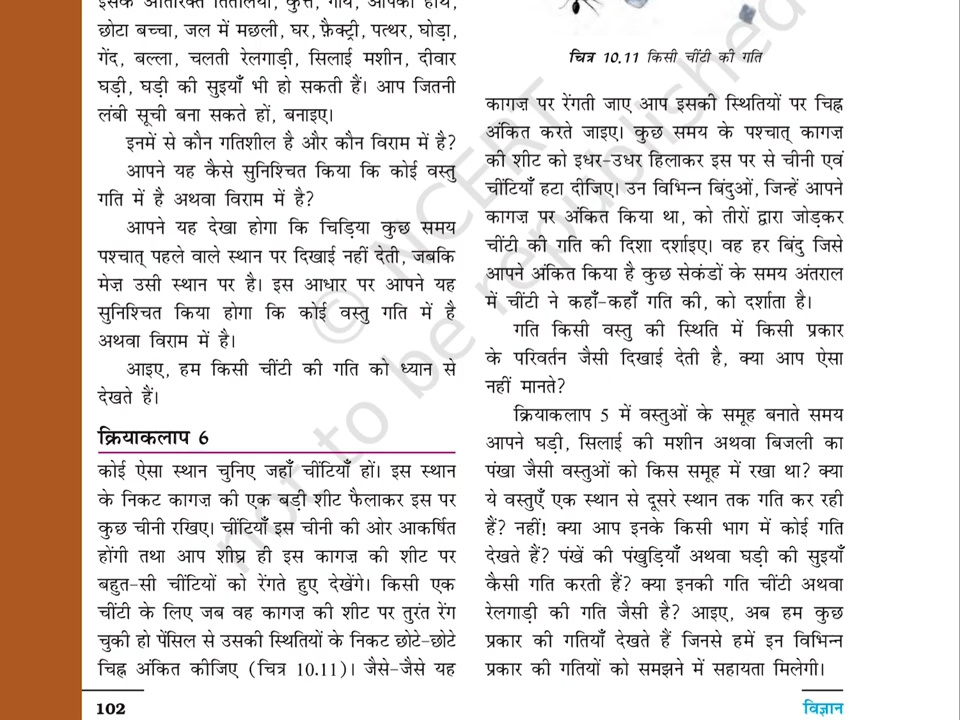 इसके अतिरिक्त तितलियाँ, कुत्ते, गायें, आपका हाथ,
छोटा बच्चा, जल में मछली, घर, फ़ैक्ट्री, पत्थर, घोड़ा,
गेंद, बल्ला, चलती रेलगाड़ी, सिलाई मशीन, दीवार
घड़ी, घड़ी की सुइयाँ भी हो सकती हैं। आप जितनी
लंबी सूची बना सकते हों, बनाइए।
इनमें से कौन गतिशील है और कौन विराम में है?
आपने यह कैसे सुनिश्चित किया कि कोई वस्तु
गति में है अथवा विराम में है?
आपने यह देखा होगा कि चिड़िया कुछ समय
पश्चात् पहले वाले स्थान पर दिखाई नहीं देती, जबकि
मेज़ उसी स्थान पर है। इस आधार पर आपने यह
सुनिश्चित किया होगा कि कोई वस्तु गति में है
अथवा विराम में है।
आइए, हम किसी चींटी की गति को ध्यान से
देखते हैं।
क्रियाकलाप 6
कोई ऐसा स्थान चुनिए जहाँ चींटियाँ हों। इस स्थान
के निकट कागज़ की एक बड़ी शीट फैलाकर इस पर
कुछ चीनी रखिए। चींटियाँ इस चीनी की ओर आकर्षित
होंगी तथा आप शीघ्र ही इस कागज़ की शीट पर
बहुत-सी चींटियों को रेंगते हुए देखेंगे। किसी एक
चींटी के लिए जब वह कागज़ की शीट पर तुरंत रेंग
चुकी हो पेंसिल से उसकी स्थितियों के निकट छोटे-छोटे
चिह्न अंकित कीजिए (चित्र 10.11)। जैसे-जैसे यह
चित्र 10.11 किसी चींटी की गति
कागज़ पर रेंगती जाए आप इसकी स्थितियों पर चिह्न
अंकित करते जाइए। कुछ समय के पश्चात् कागज़
की शीट को इधर-उधर हिलाकर इस पर से चीनी एवं
चींटियाँ हटा दीजिए। उन विभिन्न बिंदुओं, जिन्हें आपने
कागज़ पर अंकित किया था, को तीरों द्वारा जोड़कर
चींटी की गति की दिशा दर्शाइए। वह हर बिंदु जिसे
आपने अंकित किया है कुछ सेकंडों के समय अंतराल
में चींटी ने कहाँ-कहाँ गति की, को दर्शाता है।
गति किसी वस्तु की स्थिति में किसी प्रकार
के परिवर्तन जैसी दिखाई देती है, क्या आप ऐसा
नहीं मानते?
क्रियाकलाप 5 में वस्तुओं के समूह बनाते समय
आपने घड़ी, सिलाई की मशीन अथवा बिजली का
पंखा जैसी वस्तुओं को किस समूह में रखा था? क्या
ये वस्तुएँ एक स्थान से दूसरे स्थान तक गति कर रही
हैं? नहीं! क्या आप इनके किसी भाग में कोई गति
देखते हैं? पंखें की पंखुड़ियाँ अथवा घड़ी की सुइयाँ
कैसी गति करती हैं? क्या इनकी गति चींटी अथवा
रेलगाड़ी की गति जैसी है? आइए, अब हम कुछ
प्रकार की गतियाँ देखते हैं जिनसे हमें इन विभिन्न
प्रकार की गतियों को समझने में सहायता मिलेगी।
© NCERT
not to be republished
102
विज्ञान